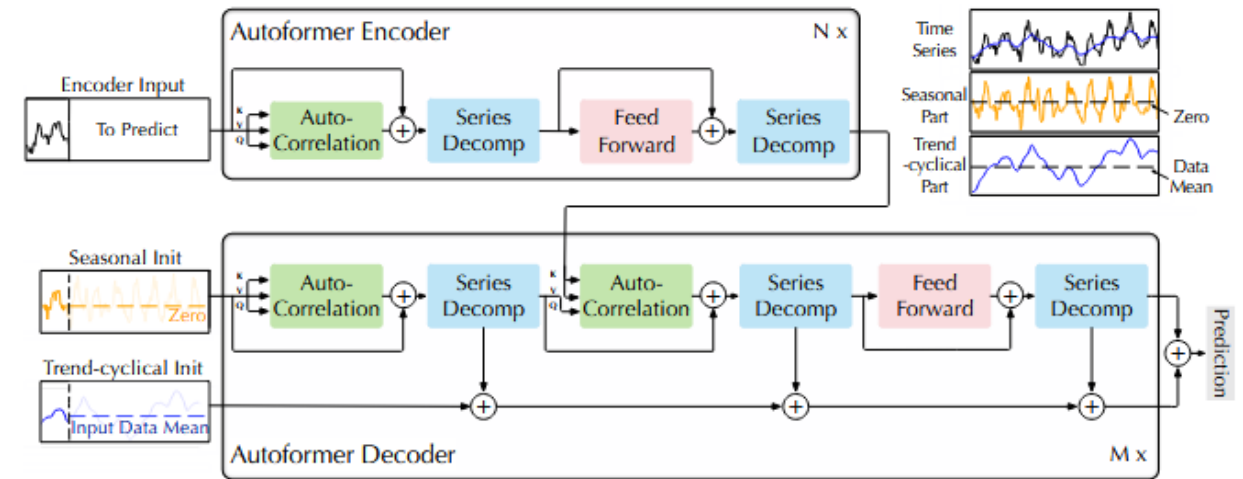 Autoformer Encoder
N x
Encoder Input
To Predict
K
V
Q
Auto-
Correlation
Series
Decomp
Feed
Forward
Series
Decomp
Time
Series
Seasonal
Part
Zero
Trend
-cyclical
Part
Data
Mean
Seasonal Init
Zero
K
V
Q
Auto-
Correlation
Series
Decomp
K
V
Q
Auto-
Correlation
Series
Decomp
Feed
Forward
Series
Decomp
Prediction
Trend-cyclical Init
Input Data Mean
Autoformer Decoder
M x